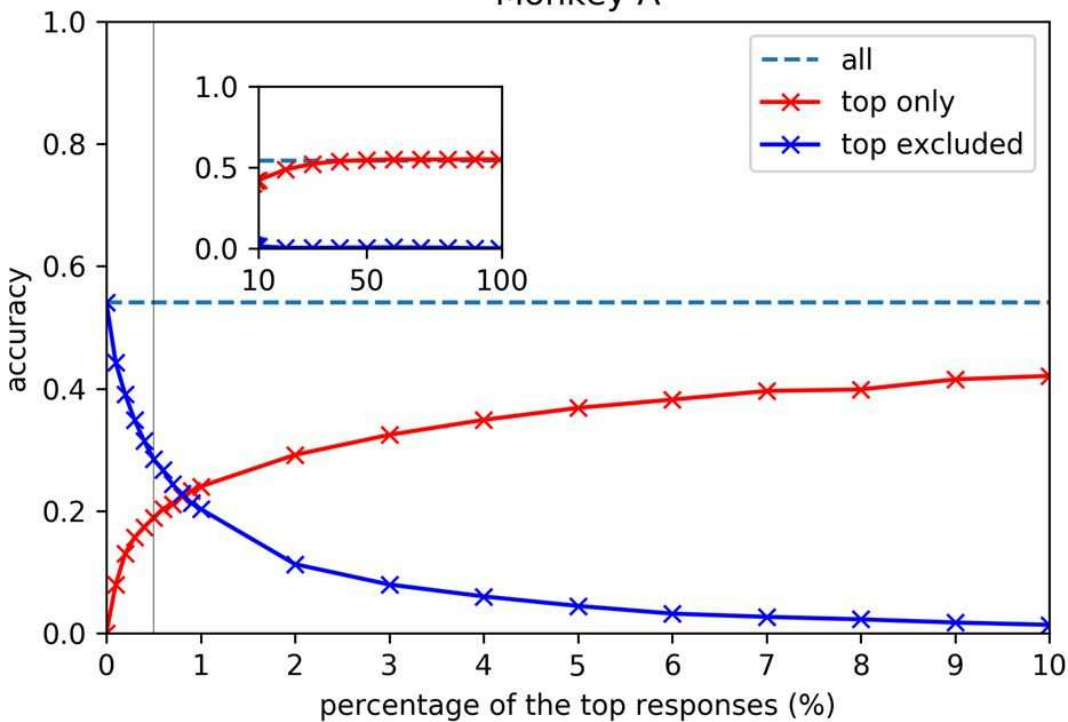 Monkey A
1.0
0.8
0.6
0.4
0.2
0.0
accuracy
0 1 2 3 4 5 6 7 8 9 10
percentage of the top responses (%)
1.0
0.5
0.0
10 50 100
all
top only
top excluded